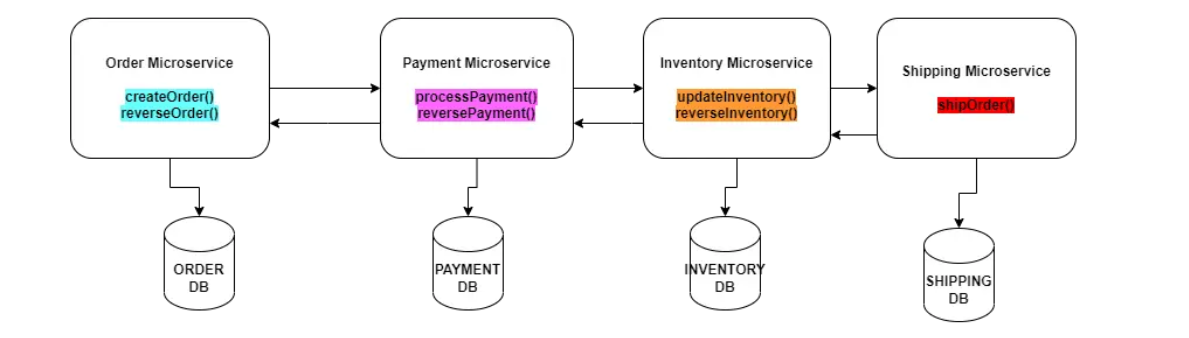 Order Microservice
createOrder()
reverseOrder()
Payment Microservice
processPayment()
reversePayment()
Inventory Microservice
updateInventory()
reverseInventory()
Shipping Microservice
shipOrder()
ORDER
DB
PAYMENT
DB
INVENTORY
DB
SHIPPING
DB